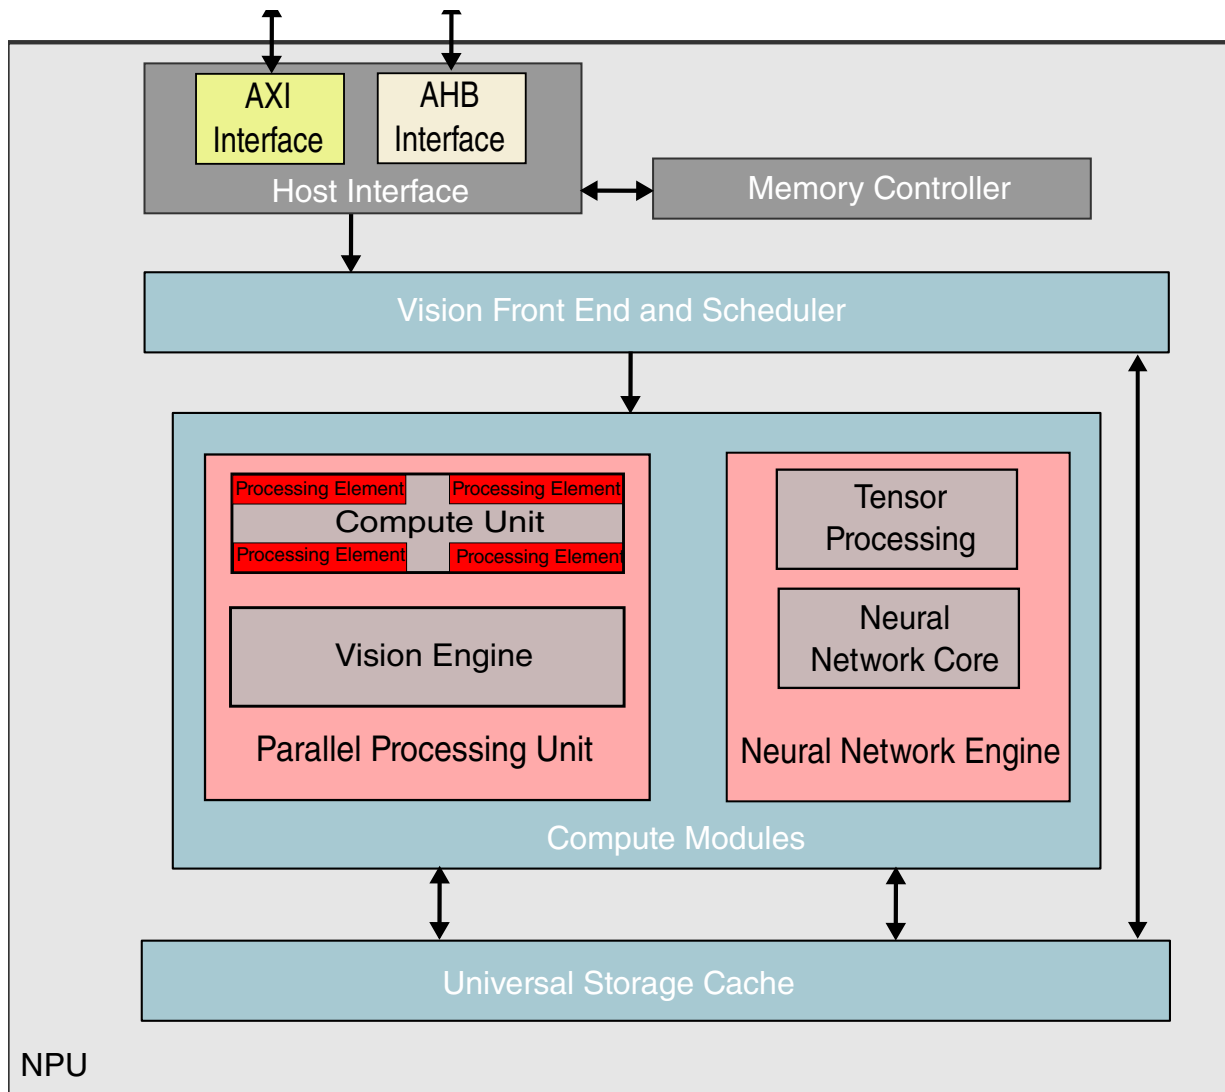 AXI
Interface
AHB
Interface
Host Interface
Memory Controller
Vision Front End and Scheduler
Processing Element
Processing Element
Compute Unit
Processing Element
Processing Element
Vision Engine
Parallel Processing Unit
Tensor
Processing
Neural
Network Core
Neural Network Engine
Compute Modules
Universal Storage Cache
NPU